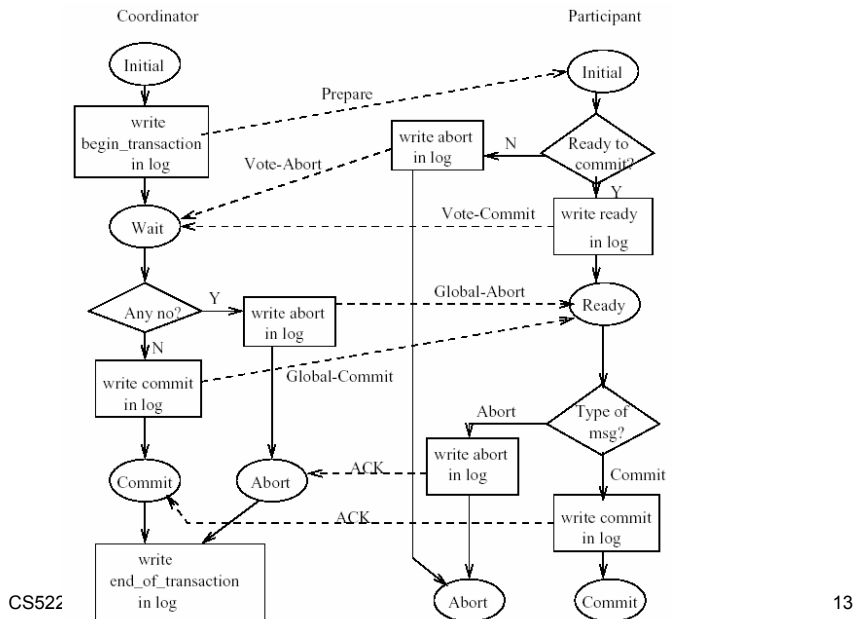 Coordinator
Participant
Initial
Initial
Prepare
write
begin_transaction
in log
write abort
in log
N
Ready to
commit?
Vote-Abort
Y
Wait
Vote-Commit
write ready
in log
Any no?
Y
write abort
in log
Global-Abort
Ready
N
write commit
in log
Global-Commit
Type of
msg?
Abort
write abort
in log
Commit
Abort
ACK
Commit
ACK
write commit
in log
write
end_of_transaction
in log
Abort
Commit
CS522
13